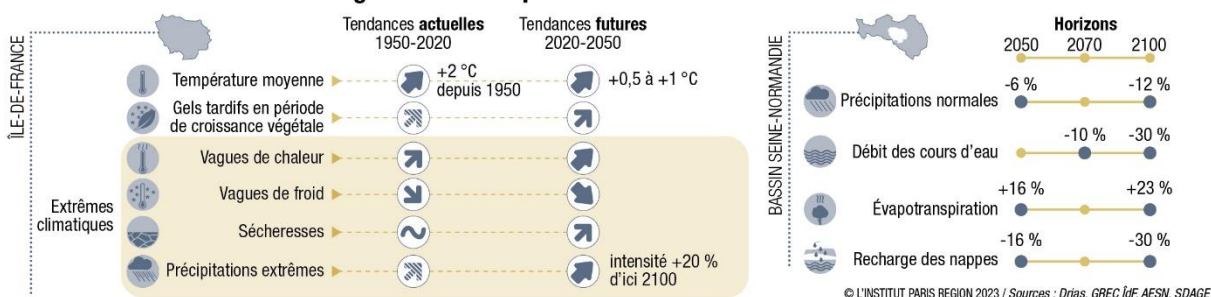 ÎLE-DE-FRANCE
Tendances actuelles
1950-2020
Tendances futures
2020-2050
Température moyenne
+2 °C
depuis 1950
+0,5 à +1 °C
Gels tardifs en période
de croissance végétale
Extrêmes
climatiques
Vagues de chaleur
Vagues de froid
Sécheresses
Précipitations extrêmes
intensité +20 %
d'ici 2100
BASSIN SEINE-NORMANDIE
Horizons
2050 2070 2100
Précipitations normales
-6 % -12 %
Débit des cours d'eau
-10 % -30 %
Évapotranspiration
+16 % +23 %
Recharge des nappes
-16 % -30 %
© L'INSTITUT PARIS REGION 2023 / Sources : Drias, GREC ÎdF, AESN, SDAGE